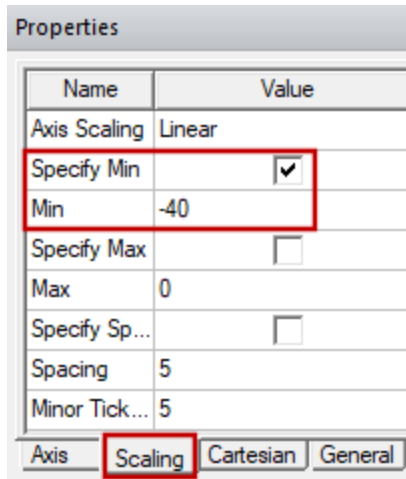 Properties
Name Value
Axis Scaling Linear
Specify Min
Min -40
Specify Max
Max 0
Specify Sp...
Spacing 5
Minor Tick... 5
Axis Scaling Cartesian General